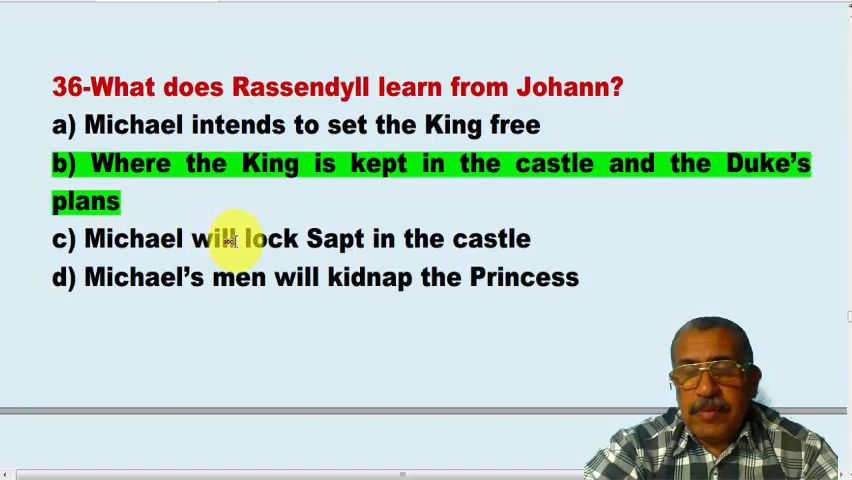 36-What does Rassendyll learn from Johann?
a) Michael intends to set the King free
b) Where the King is kept in the castle and the Duke's
plans
c) Michael will lock Sapt in the castle
d) Michael's men will kidnap the Princess